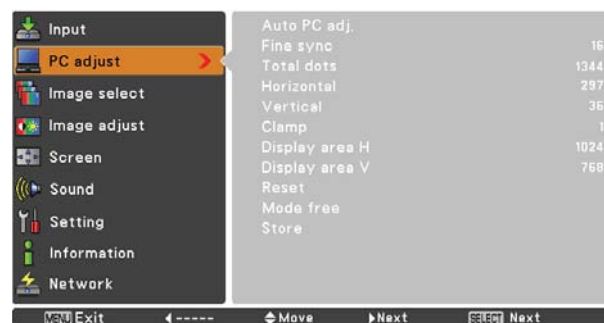 Input
PC adjust
Image select
Image adjust
Screen
Sound
Setting
Information
Network
Auto PC adj.
Fine sync 16
Total dots 1344
Horizontal 297
Vertical 36
Clamp 1
Display area H 1024
Display area V 768
Reset
Mode free
Store
MENU Exit ◀ ----- Move ▶Next SELECT Next